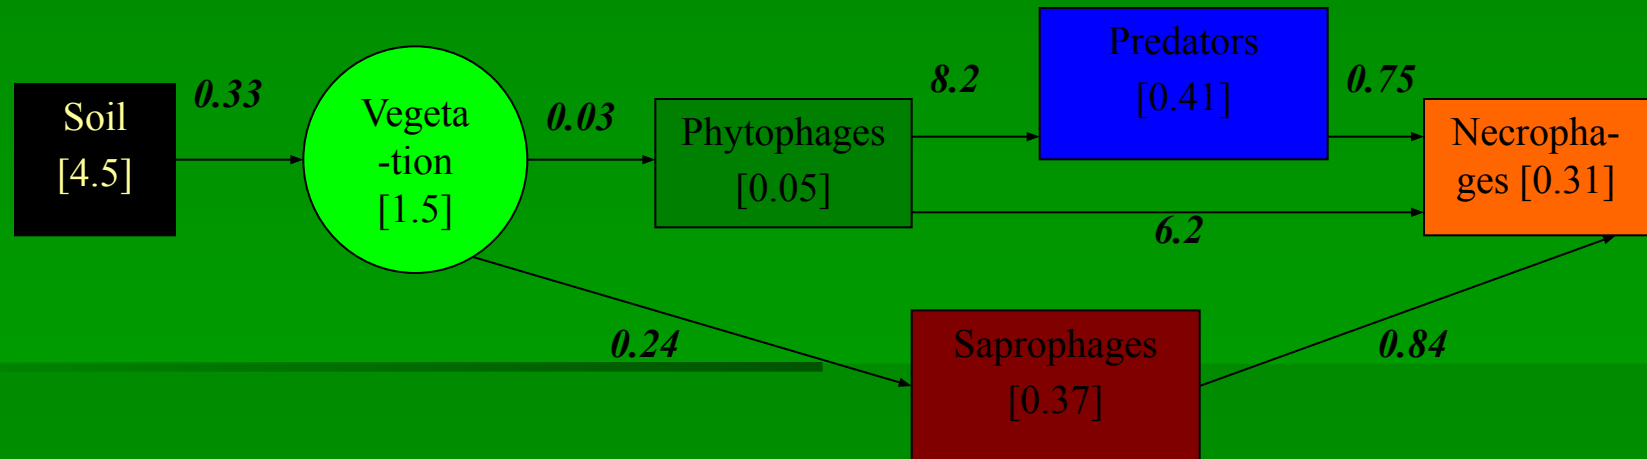 Soil
[4.5]
0.33
Vegeta
-tion
[1.5]
0.03
Phytophages
[0.05]
8.2
Predators
[0.41]
0.75
Necropha-
ges [0.31]
6.2
0.24
Saprophages
[0.37]
0.84